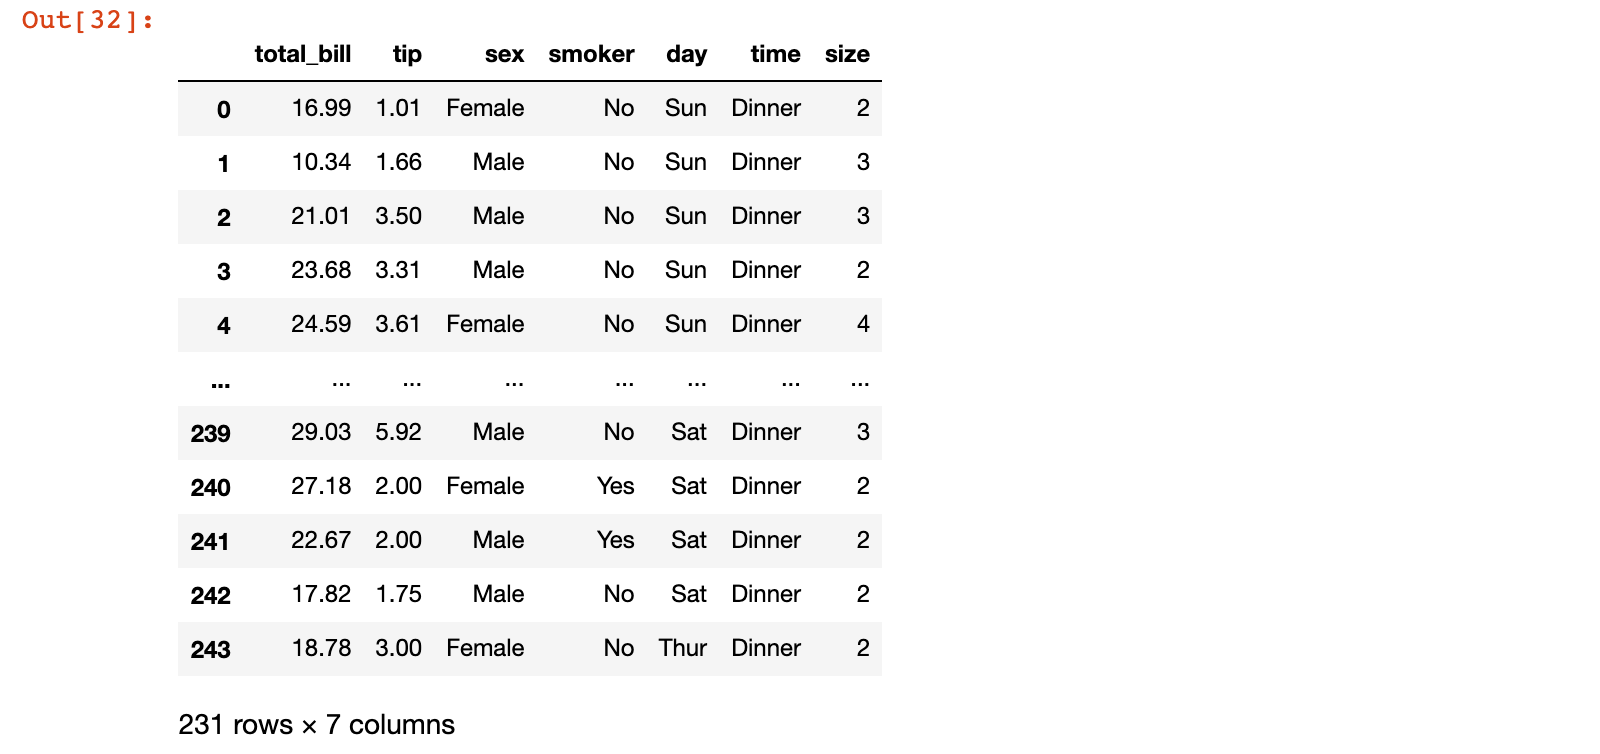 Out[32]:
total_bill tip sex smoker day time size
0 16.99 1.01 Female No Sun Dinner 2
1 10.34 1.66 Male No Sun Dinner 3
2 21.01 3.50 Male No Sun Dinner 3
3 23.68 3.31 Male No Sun Dinner 2
4 24.59 3.61 Female No Sun Dinner 4
... ... ... ... ... ... ... ...
239 29.03 5.92 Male No Sat Dinner 3
240 27.18 2.00 Female Yes Sat Dinner 2
241 22.67 2.00 Male Yes Sat Dinner 2
242 17.82 1.75 Male No Sat Dinner 2
243 18.78 3.00 Female No Thur Dinner 2
231 rows × 7 columns